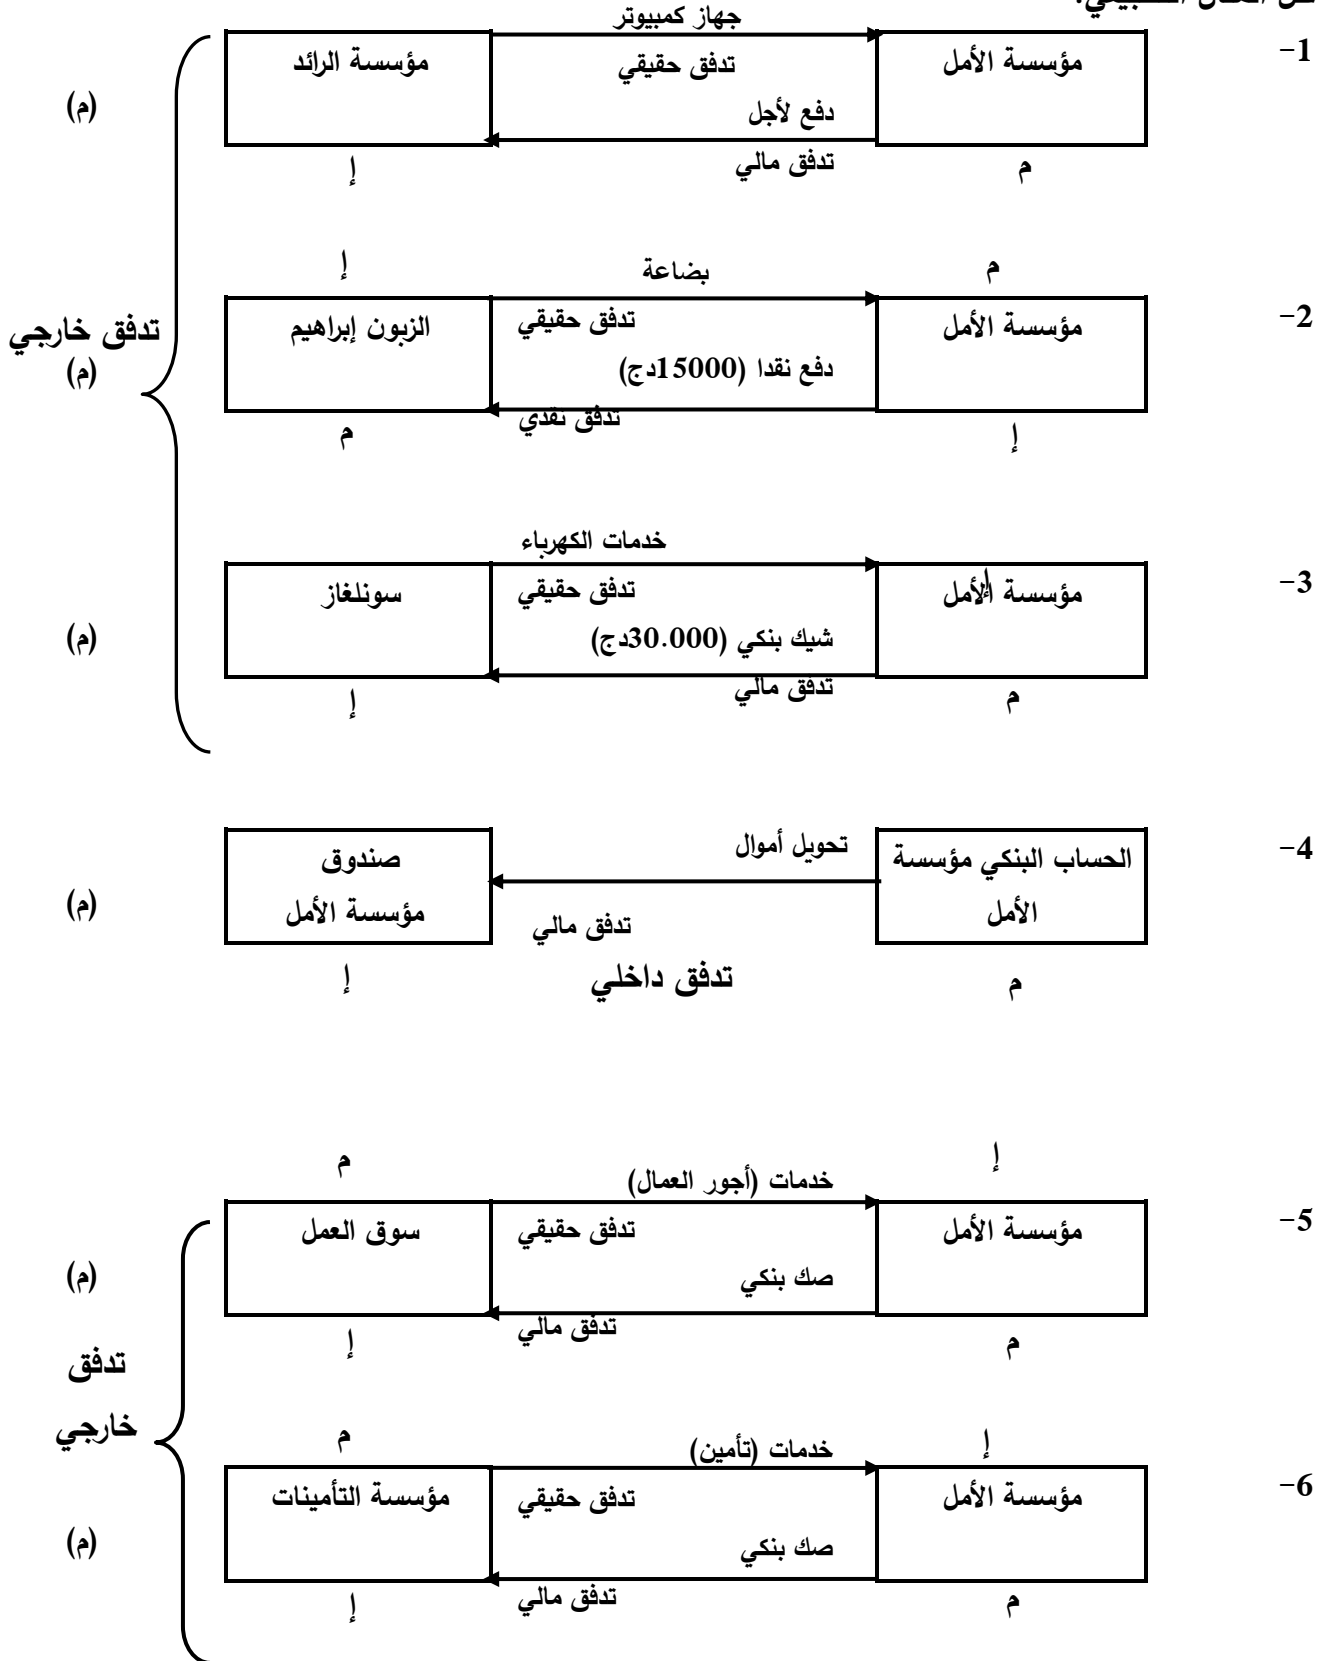 جهاز كمبيوتر
1-
مؤسسة الأمل
تدفق حقيقي
مؤسسة الرائد
(م)
دفع لأجل
تدفق مالي
م
إ
م
بضاعة
إ
2-
مؤسسة الأمل
تدفق حقيقي
الزبون إبراهيم
تدفق خارجي
(م)
دفع نقدا (15000دج)
تدفق نقدي
إ
م
خدمات الكهرباء
3-
إ
مؤسسة الأمل
تدفق حقيقي
سونلغاز
(م)
شيك بنكي (30.000دج)
تدفق مالي
م
إ
4-
الحساب البنكي مؤسسة
الأمل
تحويل أموال
تدفق مالي
صندوق
مؤسسة الأمل
(م)
م
تدفق داخلي
إ
إ
خدمات (أجور العمال)
م
5-
مؤسسة الأمل
تدفق حقيقي
سوق العمل
(م)
صك بنكي
تدفق مالي
م
إ
تدفق
خارجي
إ
خدمات (تأمين)
م
6-
مؤسسة الأمل
تدفق حقيقي
مؤسسة التأمينات
(م)
صك بنكي
تدفق مالي
م
إ